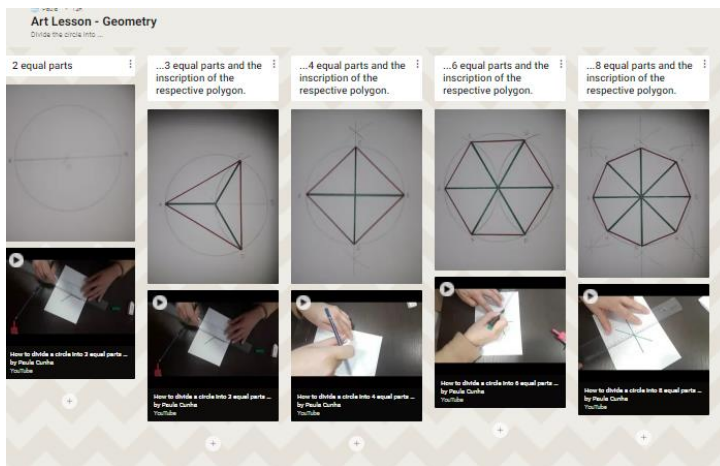 Art Lesson - Geometry
Divide the circle into ...
2 equal parts
...3 equal parts and the
inscription of the
respective polygon.
...4 equal parts and the
inscription of the
respective polygon.
...6 equal parts and the
inscription of the
respective polygon.
...8 equal parts and the
inscription of the
respective polygon.
How to divide a circle into 3 equal parts ...
by Paula Cunha
YouTube
How to divide a circle into 3 equal parts ...
by Paula Cunha
YouTube
How to divide a circle into 4 equal parts ...
by Paula Cunha
YouTube
How to divide a circle into 6 equal parts ...
by Paula Cunha
YouTube
How to divide a circle into 8 equal parts ...
by Paula Cunha
YouTube